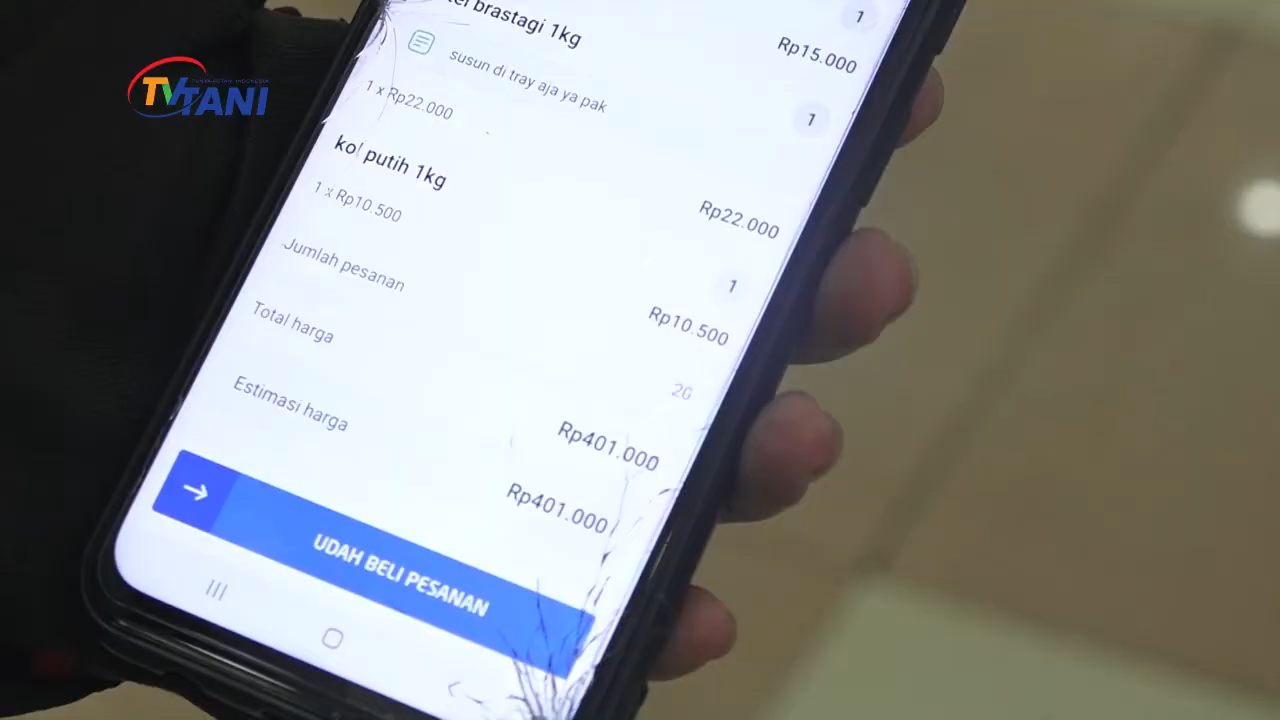 TVTANI
brastagi 1kg
1
Rp15.000
susun di tray aja ya pak
1 x Rp22.000
1
kol putih 1kg
Rp22.000
1 x Rp10.500
1
Jumlah pesanan
Rp10.500
Total harga
20
Estimasi harga
Rp401.000
Rp401.000
UDAH BELI PESANAN